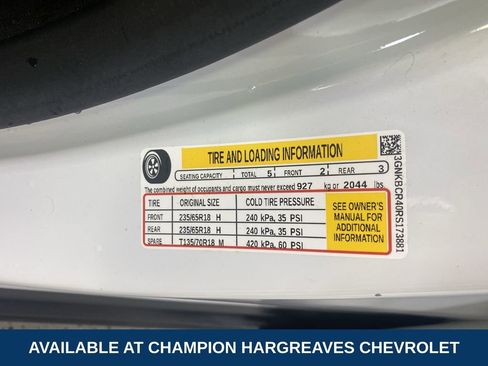 TIRE AND LOADING INFORMATION
SEATING CAPACITY TOTAL 5 FRONT 2 REAR 3
The combined weight of occupants and cargo must never exceed 927 kg or 2044 lbs.
TIRE ORIGINAL SIZE COLD TIRE PRESSURE
FRONT 235/65R18 H 240 kPa, 35 PSI
REAR 235/65R18 H 240 kPa, 35 PSI
SPARE T135/70R18 M 420 kPa, 60 PSI
SEE OWNER'S
MANUAL FOR
ADDITIONAL
INFORMATION
3GNKBCR40RS173881
AVAILABLE AT CHAMPION HARGREAVES CHEVROLET